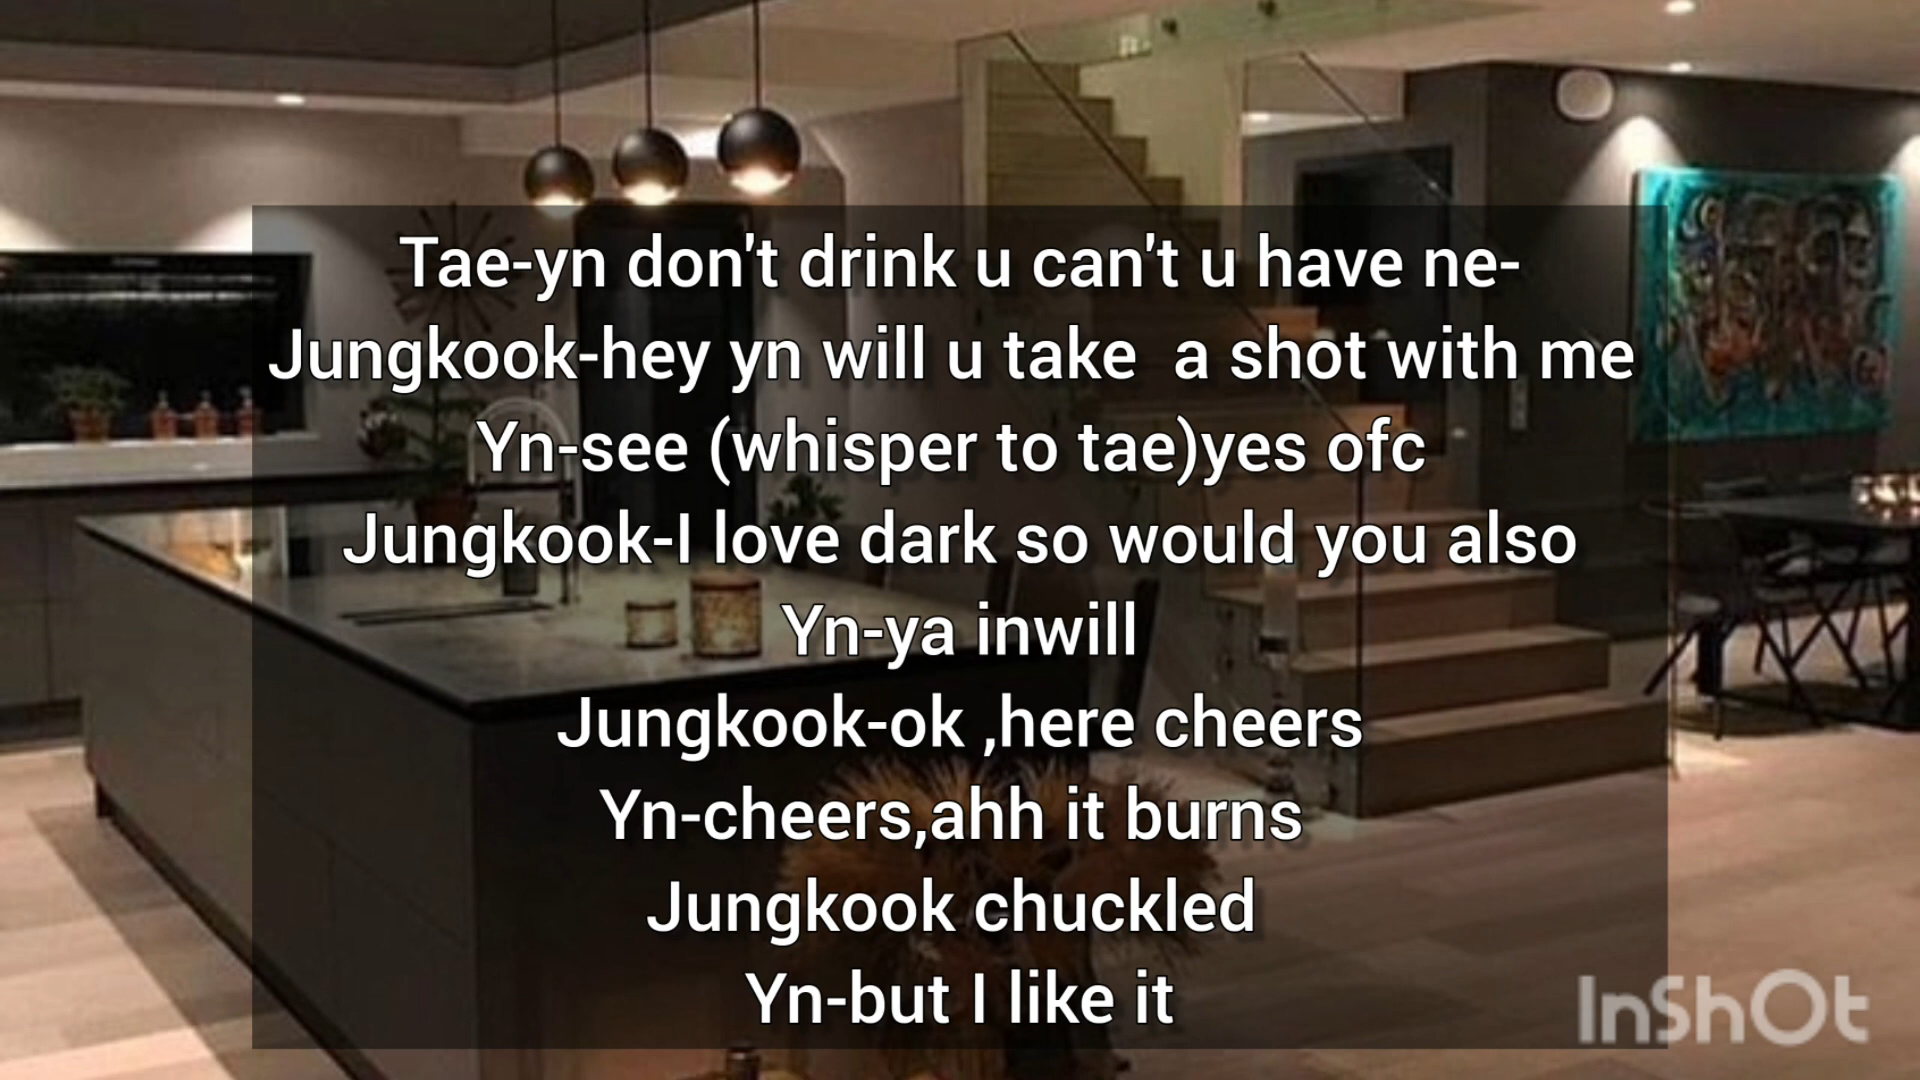 Tae-yn don't drink u can't u have ne-
Jungkook-hey yn will u take  a shot with me
Yn-see (whisper to tae)yes ofc
Jungkook-I love dark so would you also
Yn-ya inwill
Jungkook-ok ,here cheers
Yn-cheers,ahh it burns
Jungkook chuckled
Yn-but I like it
InShOt